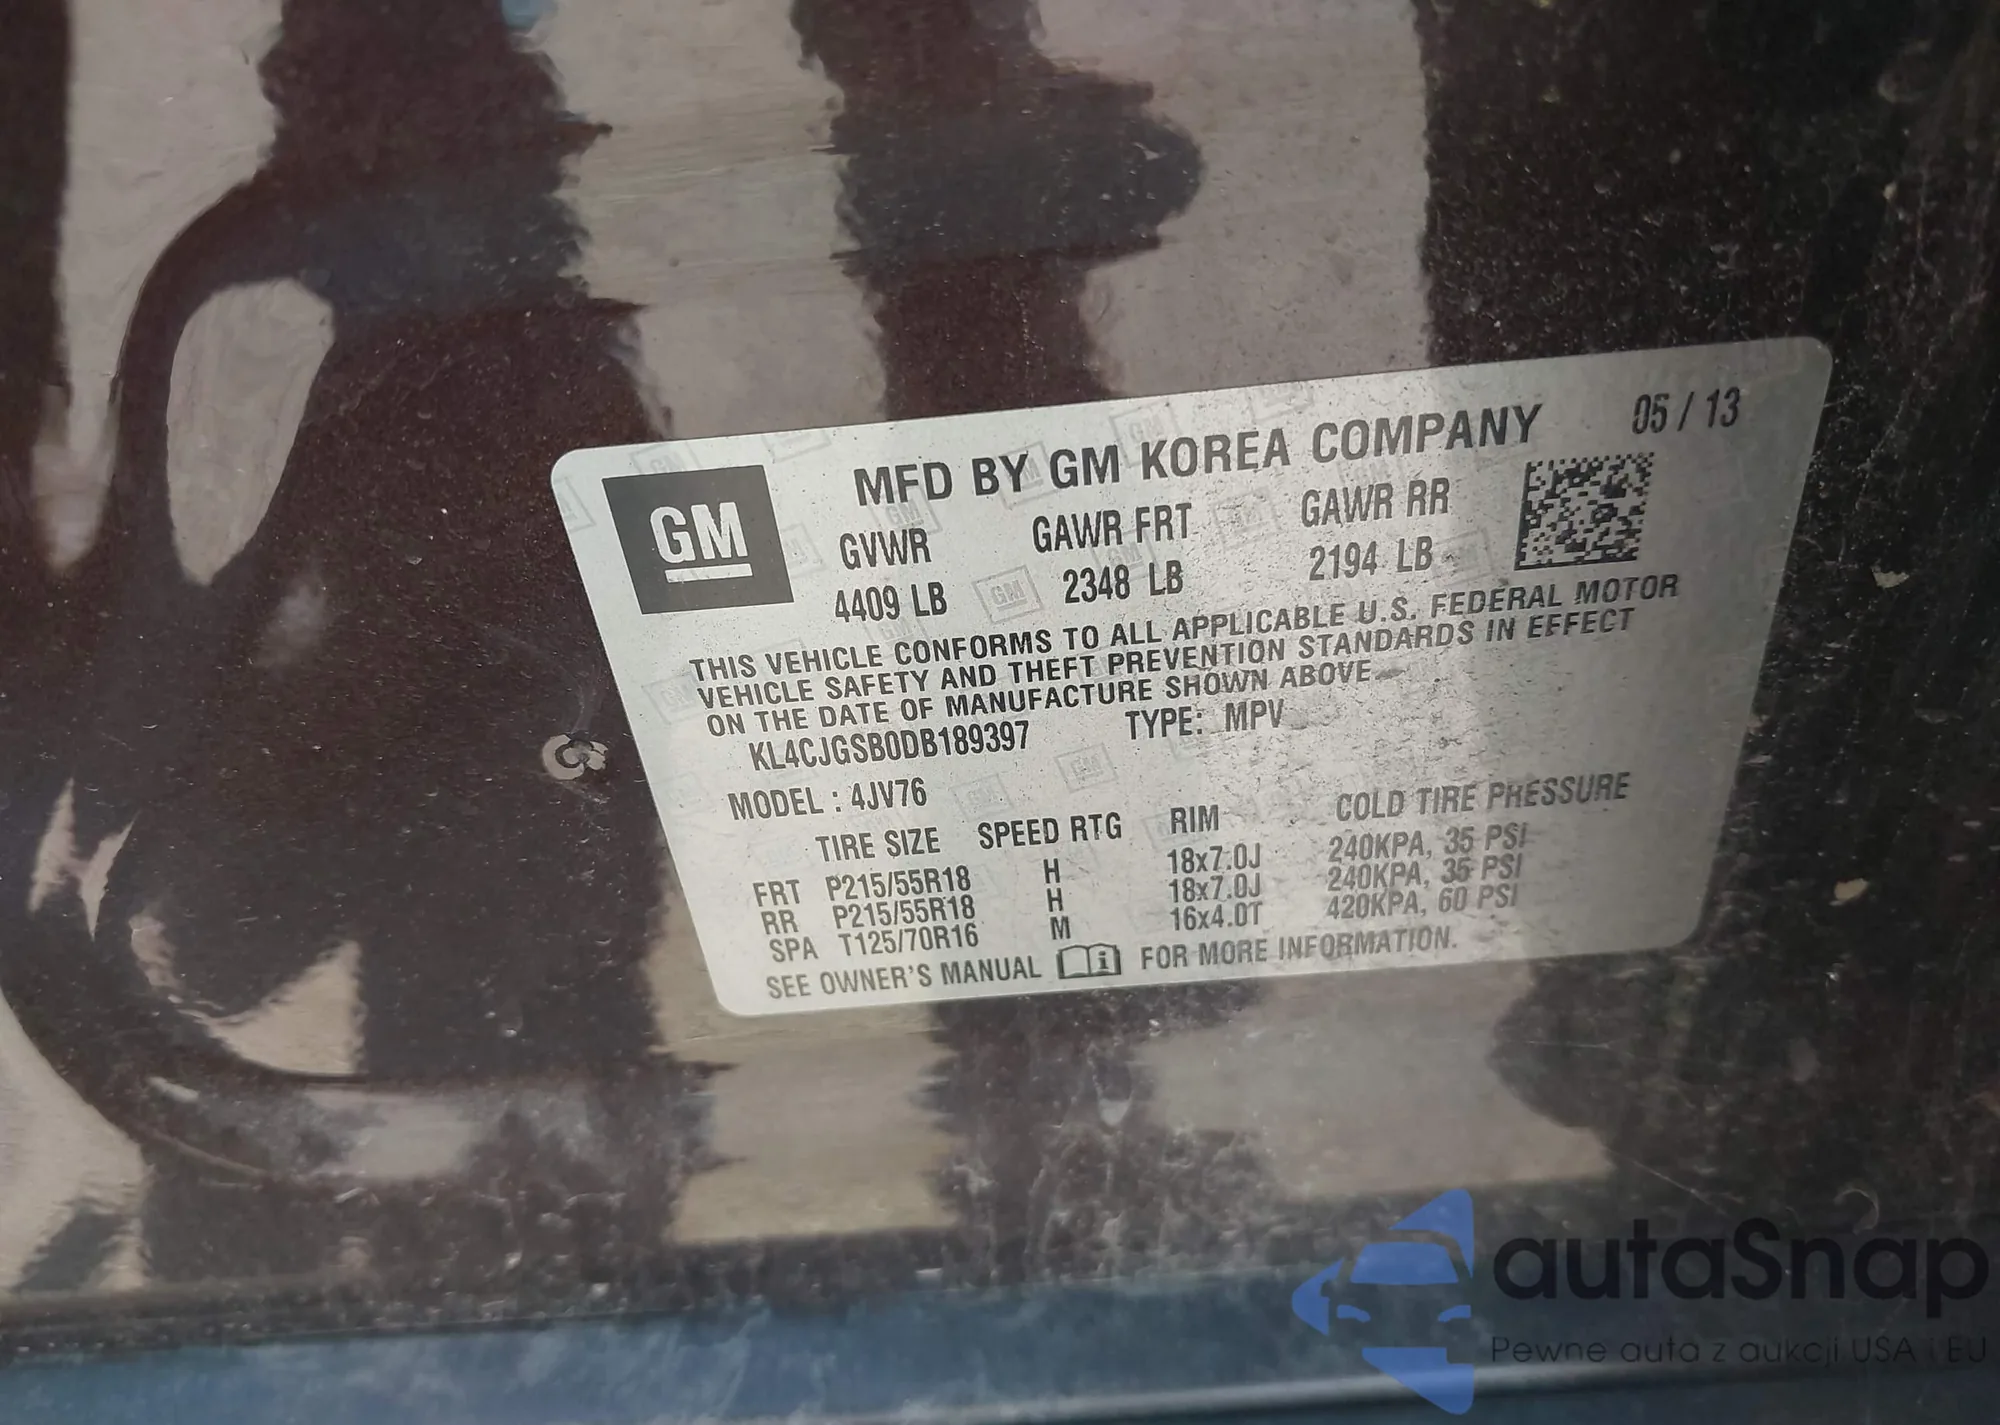 MFD BY GM KOREA COMPANY 05 / 13
GM
GVWR GAWR FRT GAWR RR
4409 LB 2348 LB 2194 LB
THIS VEHICLE CONFORMS TO ALL APPLICABLE U.S. FEDERAL MOTOR
VEHICLE SAFETY AND THEFT PREVENTION STANDARDS IN EFFECT
ON THE DATE OF MANUFACTURE SHOWN ABOVE
KL4CJGSB0DB189397 TYPE: MPV
MODEL : 4JV76
TIRE SIZE SPEED RTG RIM COLD TIRE PRESSURE
FRT P215/55R18 H 18x7.0J 240KPA, 35 PSI
RR P215/55R18 H 18x7.0J 240KPA, 35 PSI
SPA T125/70R16 M 16x4.0T 420KPA, 60 PSI
SEE OWNER'S MANUAL i FOR MORE INFORMATION.
autaSnap
Pewne auta z aukcji USA i EU